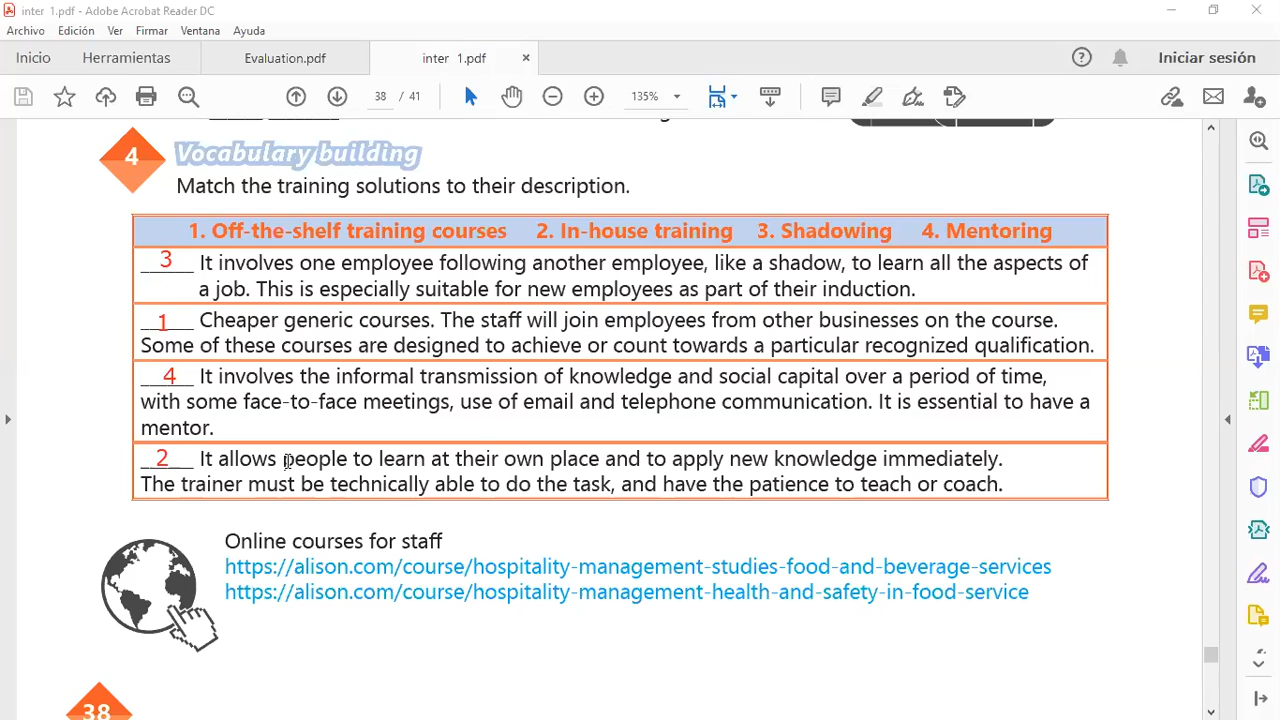 inter 1.pdf - Adobe Acrobat Reader DC
Archivo Edición Ver Firmar Ventana Ayuda
Inicio Herramientas Evaluation.pdf inter 1.pdf × Iniciar sesión
38 / 41 135%
4 Vocabulary building
Match the training solutions to their description.
1. Off-the-shelf training courses 2. In-house training 3. Shadowing 4. Mentoring
3 It involves one employee following another employee, like a shadow, to learn all the aspects of
a job. This is especially suitable for new employees as part of their induction.
1 Cheaper generic courses. The staff will join employees from other businesses on the course.
Some of these courses are designed to achieve or count towards a particular recognized qualification.
4 It involves the informal transmission of knowledge and social capital over a period of time,
with some face-to-face meetings, use of email and telephone communication. It is essential to have a
mentor.
2 It allows people to learn at their own place and to apply new knowledge immediately.
The trainer must be technically able to do the task, and have the patience to teach or coach.
Online courses for staff
https://alison.com/course/hospitality-management-studies-food-and-beverage-services
https://alison.com/course/hospitality-management-health-and-safety-in-food-service
38